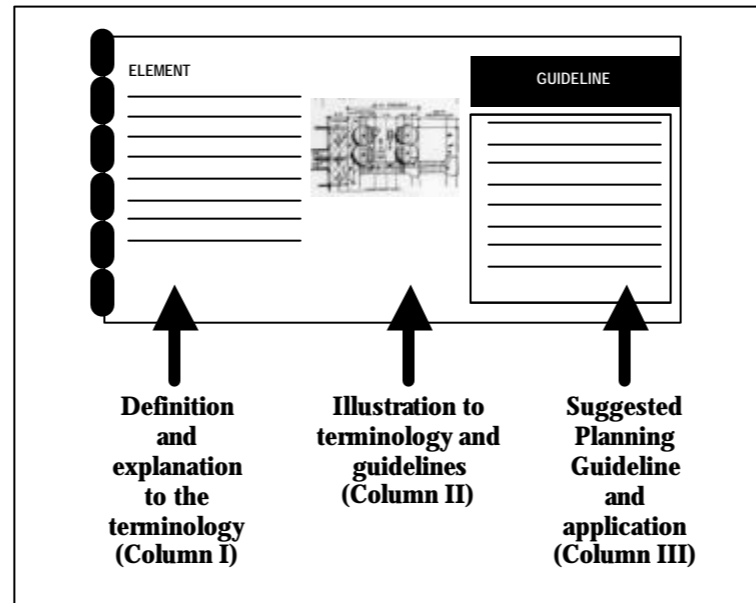 ELEMENT
GUIDELINE
Definition
and
explanation
to the
terminology
(Column I)
Illustration to
terminology and
guidelines
(Column II)
Suggested
Planning
Guideline
and
application
(Column III)